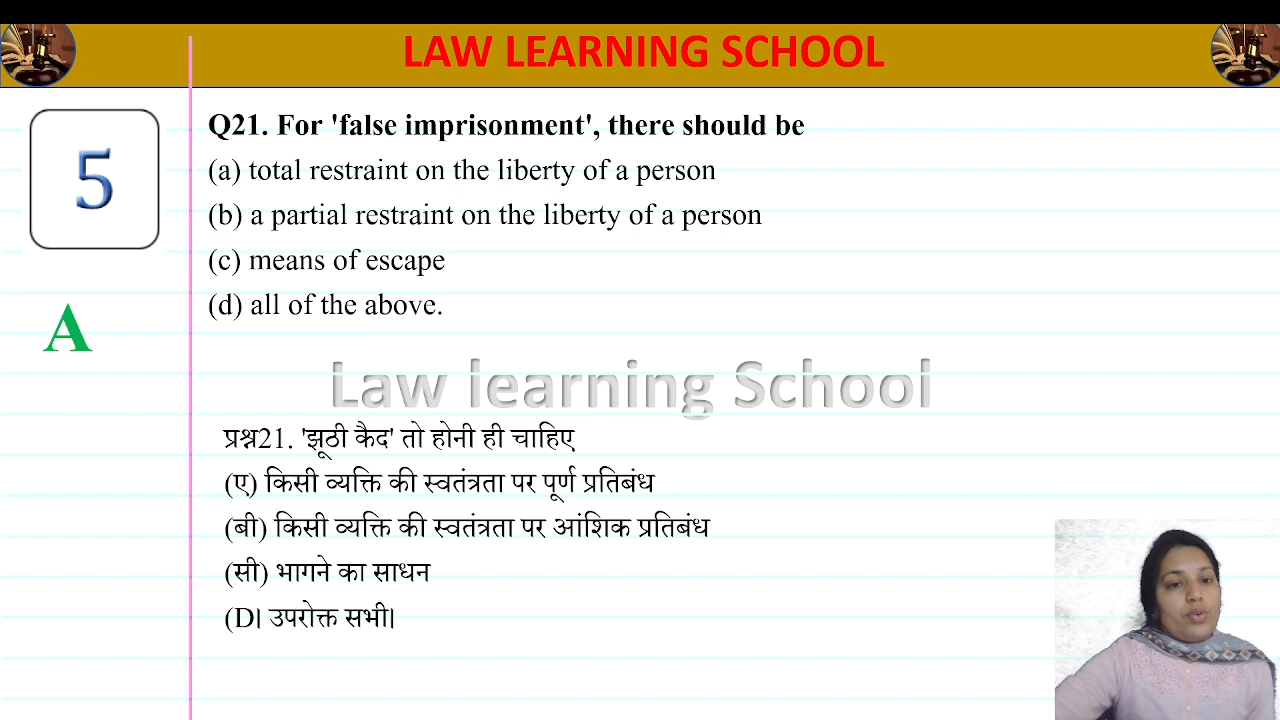 LAW LEARNING SCHOOL
5
Q21. For 'false imprisonment', there should be
(a) total restraint on the liberty of a person
(b) a partial restraint on the liberty of a person
(c) means of escape
(d) all of the above.
A
Law learning School
प्रश्न21. 'झूठी कैद' तो होनी ही चाहिए
(ए) किसी व्यक्ति की स्वतंत्रता पर पूर्ण प्रतिबंध
(बी) किसी व्यक्ति की स्वतंत्रता पर आंशिक प्रतिबंध
(सी) भागने का साधन
(D। उपरोक्त सभी।